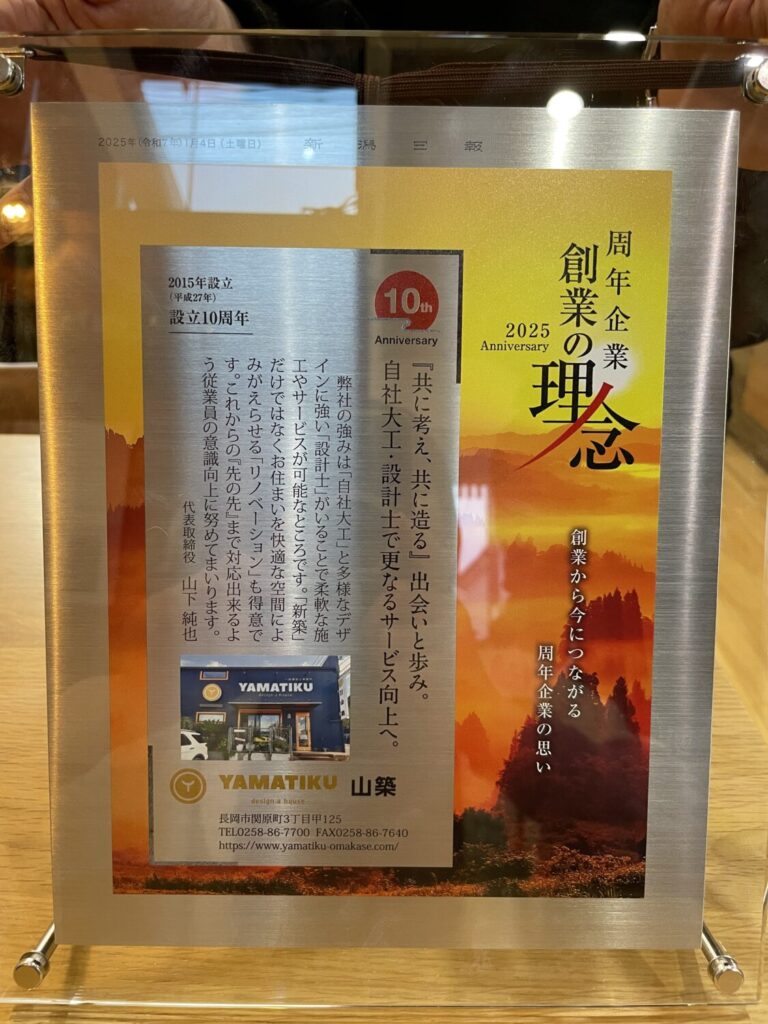 2025年(令和7年)1月4日(土曜日)
新潟日報
周年企業
創業の理念
2025
Anniversary
創業から今につながる
周年企業の思い
10th
Anniversary
『共に考え、共に造る』出会いと歩み。
自社大工・設計士で更なるサービス向上へ。
2015年設立
(平成27年)
設立10周年
弊社の強みは「自社大工」と多様なデザ
インに強い「設計士」がいることで柔軟な施
工やサービスが可能なところです。「新築」
だけではなくお住まいを快適な空間によ
みがえらせる「リノベーション」も得意で
す。これからの『先の先』まで対応出来るよ
う従業員の意識向上に努めてまいります。
代表取締役 山下 純也
YAMATIKU
design a house
YAMATIKU 山築
design a house
長岡市関原町3丁目甲125
TEL0258-86-7700 FAX0258-86-7640
https://www.yamatiku-omakase.com/